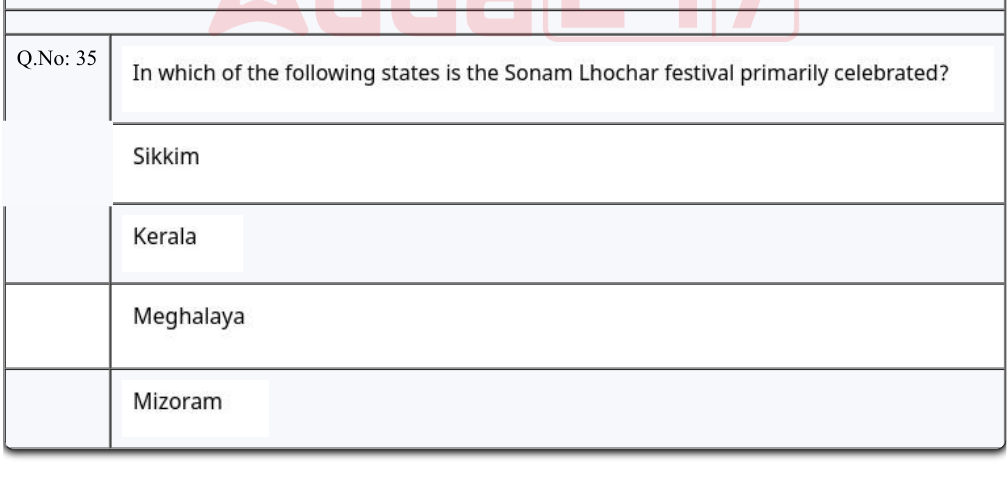 Q.No: 35
In which of the following states is the Sonam Lhochar festival primarily celebrated?
Sikkim
Kerala
Meghalaya
Mizoram